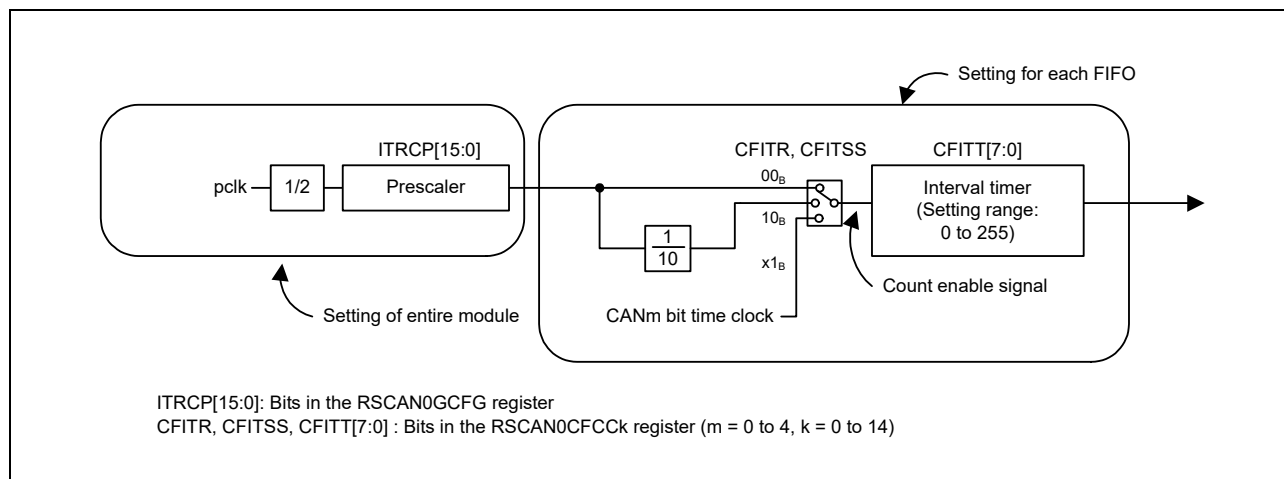 Setting for each FIFO
ITRCP[15:0]
CFITR, CFITSS
CFITT[7:0]
pclk
1/2
Prescaler
00B
10B
x1B
1
10
Interval timer
(Setting range:
0 to 255)
Count enable signal
Setting of entire module
CANm bit time clock
ITRCP[15:0]: Bits in the RSCAN0GCFG register
CFITR, CFITSS, CFITT[7:0] : Bits in the RSCAN0CFCCk register (m = 0 to 4, k = 0 to 14)